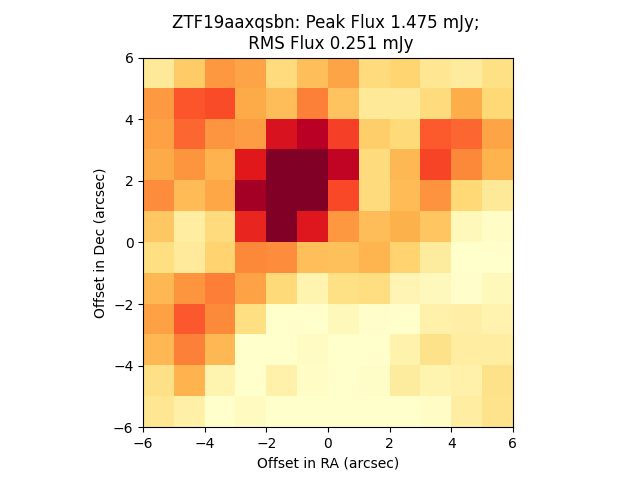 ZTF19aaxqsbn: Peak Flux 1.475 mJy;
RMS Flux 0.251 mJy
6
4
2
0
−2
−4
−6
Offset in Dec (arcsec)
−6 −4 −2 0 2 4 6
Offset in RA (arcsec)